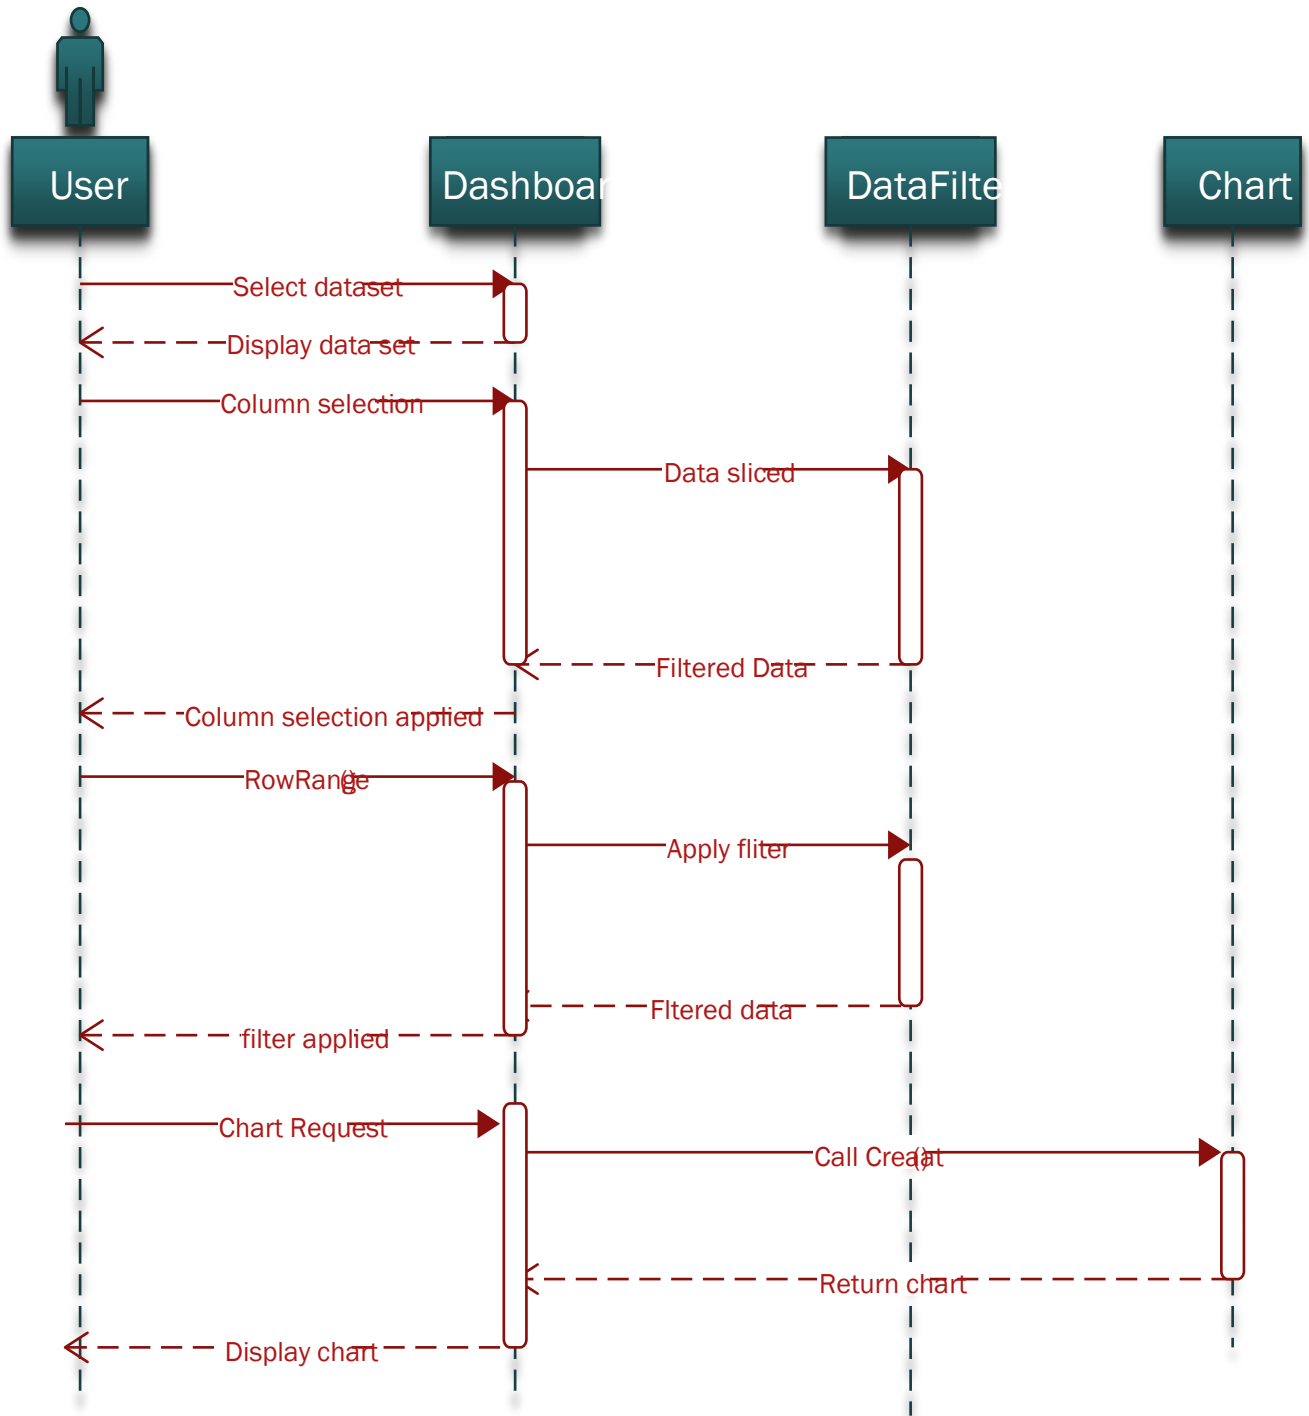 User
Dashboar
DataFilte
Chart
Select dataset
Display data set
Column selection
Data sliced
Filtered Data
Column selection applied
RowRange()
Apply fliter
Fltered data
filter applied
Chart Request
Call Creaat()
Return chart
Display chart